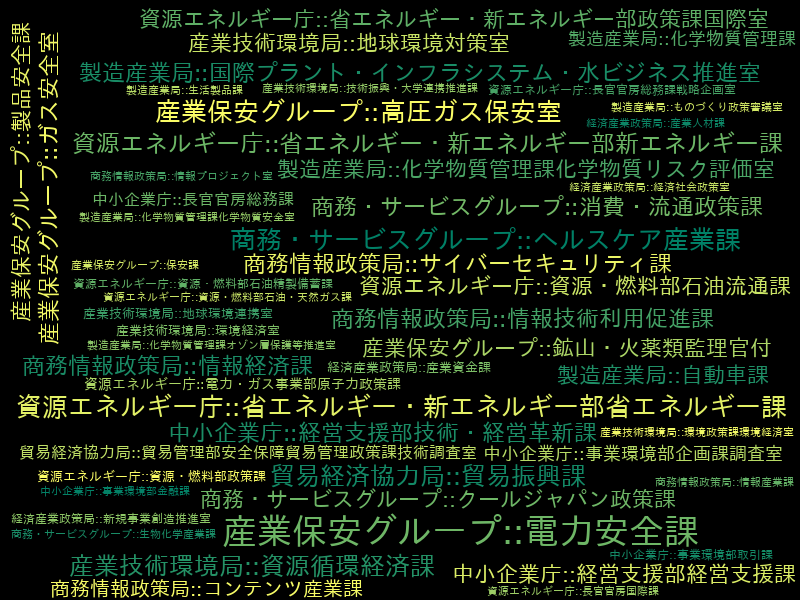 資源エネルギー庁::省エネルギー・新エネルギー部政策課国際室
産業技術環境局::地球環境対策室
製造産業局::化学物質管理課
製造産業局::国際プラント・インフラシステム・水ビジネス推進室
製造産業局::生活製品課
産業技術環境局::技術振興・大学連携推進課
資源エネルギー庁::長官官房総務課戦略企画室
産業保安グループ::高圧ガス保安室
製造産業局::ものづくり政策審議室
経済産業政策局::産業人材課
産業保安グループ::製品安全課
産業保安グループ::ガス安全室
資源エネルギー庁::省エネルギー・新エネルギー部新エネルギー課
製造産業局::化学物質管理課化学物質リスク評価室
商務情報政策局::情報プロジェクト室
経済産業政策局::経済社会政策室
中小企業庁::長官官房総務課
商務・サービスグループ::消費・流通政策課
製造産業局::化学物質管理課化学物質安全室
商務・サービスグループ::ヘルスケア産業課
産業保安グループ::保安課
商務情報政策局::サイバーセキュリティ課
資源エネルギー庁::資源・燃料部石油精製備蓄課
資源エネルギー庁::資源・燃料部石油流通課
資源エネルギー庁::資源・燃料部石油・天然ガス課
産業技術環境局::地球環境連携室
商務情報政策局::情報技術利用促進課
産業技術環境局::環境経済室
製造産業局::化学物質管理課オゾン層保護等推進室
産業保安グループ::鉱山・火薬類監理官付
商務情報政策局::情報経済課
経済産業政策局::産業資金課
製造産業局::自動車課
資源エネルギー庁::電力・ガス事業部原子力政策課
資源エネルギー庁::省エネルギー・新エネルギー部省エネルギー課
中小企業庁::経営支援部技術・経営革新課
産業技術環境局::環境政策課環境経済室
貿易経済協力局::貿易管理部安全保障貿易管理政策課技術調査室
中小企業庁::事業環境部企画課調査室
資源エネルギー庁::資源・燃料部政策課
貿易経済協力局::貿易振興課
商務情報政策局::情報産業課
中小企業庁::事業環境部金融課
商務・サービスグループ::クールジャパン政策課
経済産業政策局::新規事業創造推進室
商務・サービスグループ::生物化学産業課
産業保安グループ::電力安全課
中小企業庁::事業環境部取引課
産業技術環境局::資源循環経済課
中小企業庁::経営支援部経営支援課
商務情報政策局::コンテンツ産業課
資源エネルギー庁::長官官房国際課